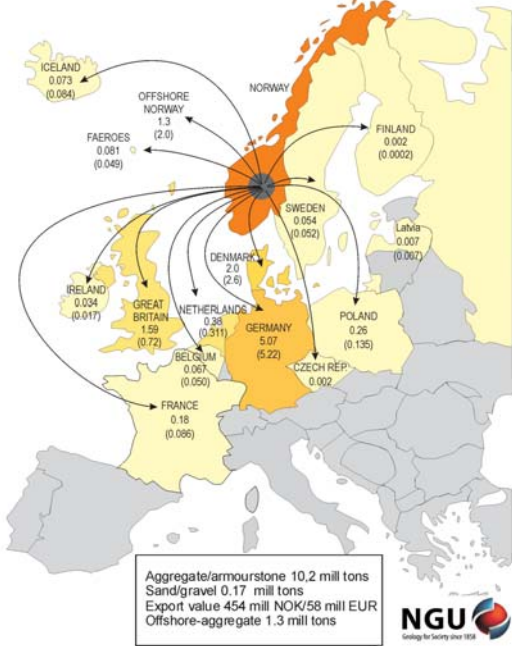 ICELAND
0.073
(0.084)
OFFSHORE
NORWAY
1.3
(2.0)
NORWAY
FAEROES
0.081
(0.049)
FINLAND
0.002
(0.0002)
SWEDEN
0.054
(0.052)
Latvia
0.007
(0.007)
DENMARK
2.0
(2.6)
IRELAND
0.034
(0.017)
GREAT
BRITAIN
1.59
(0.72)
NETHERLANDS
0.38
(0.311)
GERMANY
5.07
(5.22)
POLAND
0.26
(0.135)
BELGIUM
0.067
(0.050)
CZECH REP.
0.002
FRANCE
0.18
(0.086)
Aggregate/armourstone 10,2 mill tons
Sand/gravel 0.17 mill tons
Export value 454 mill NOK/58 mill EUR
Offshore-aggregate 1.3 mill tons
NGU
Geology for Society since 1858